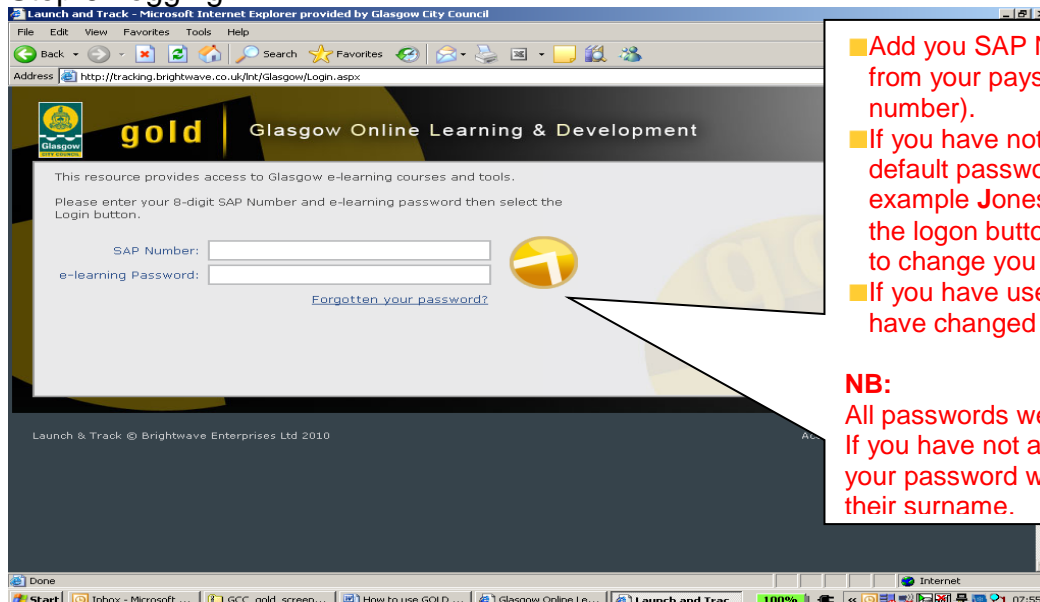 Launch and Track - Microsoft Internet Explorer provided by Glasgow City Council
File Edit View Favorites Tools Help
Back Search Favorites
Address http://tracking.brightwave.co.uk/lnt/Glasgow/Login.aspx
Glasgow
CITY COUNCIL
gold Glasgow Online Learning & Development
This resource provides access to Glasgow e-learning courses and tools.
Please enter your 8-digit SAP Number and e-learning password then select the
Login button.
SAP Number:
e-learning Password:
Forgotten your password?
Launch & Track © Brightwave Enterprises Ltd 2010
Add you SAP
from your pays
number).
If you have not
default passwo
example Jones
the logon butto
to change you
If you have use
have changed
NB:
All passwords we
If you have not a
your password w
their surname.
Done Internet
Start Inbox - Microsoft ... GCC gold screen... How to use GOLD ... Glasgow Online Le... Launch and Trac... 100% 07:55